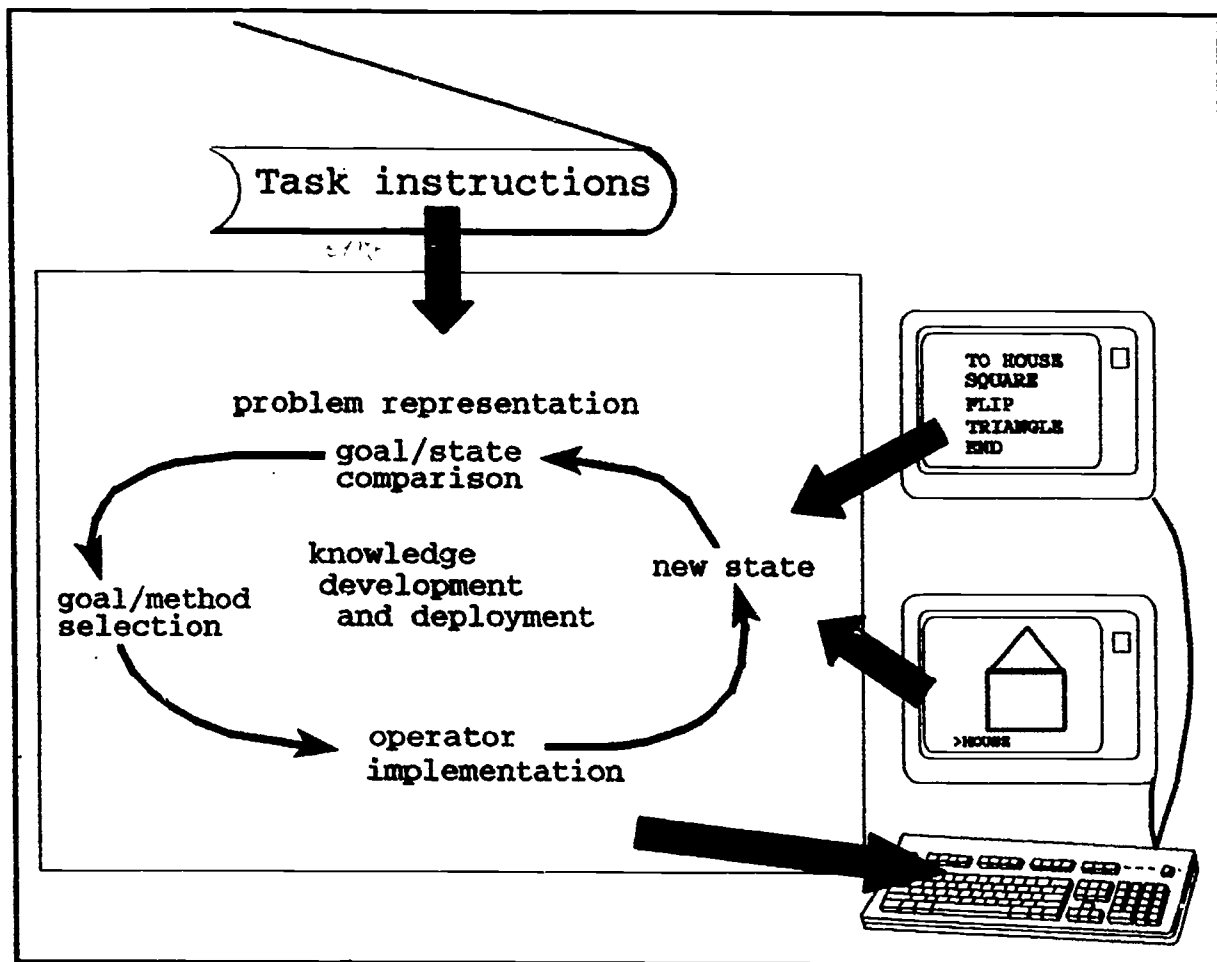 Task instructions
problem representation
goal/state
comparison
knowledge
development
and deployment
new state
goal/method
selection
operator
implementation
TO HOUSE
SQUARE
FLIP
TRIANGLE
END
>HOUSE